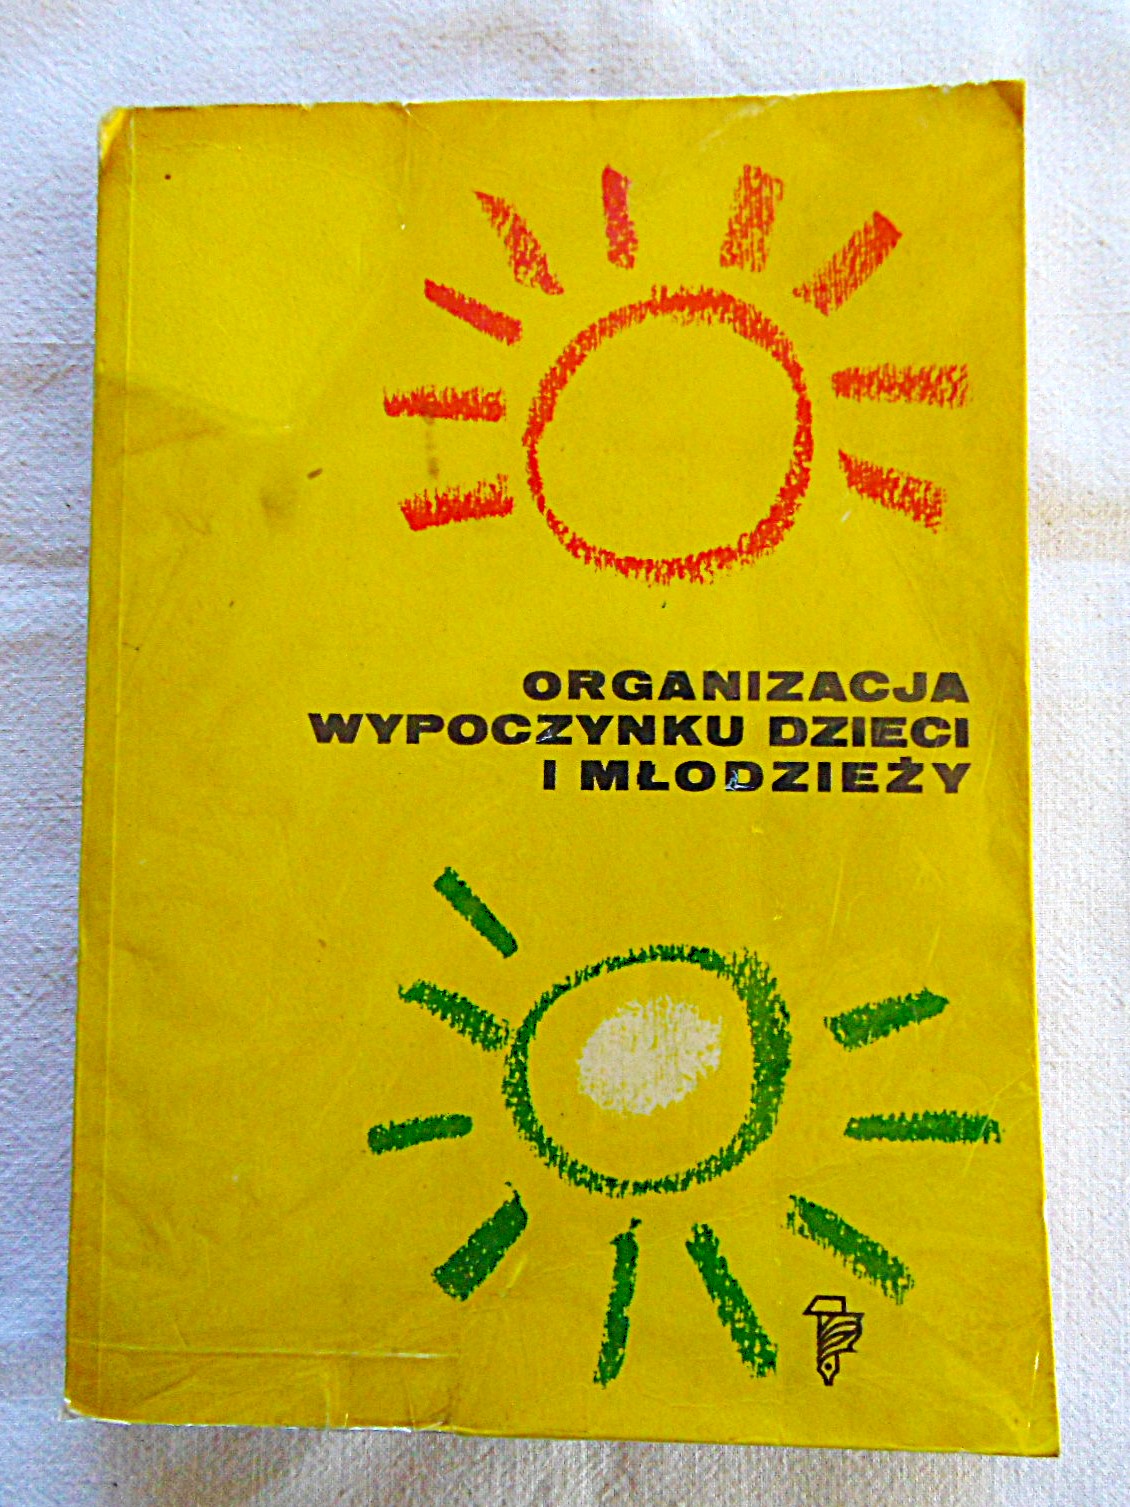 ORGANIZACJA
WYPOCZYNKU DZIECI
I MŁODZIEŻY